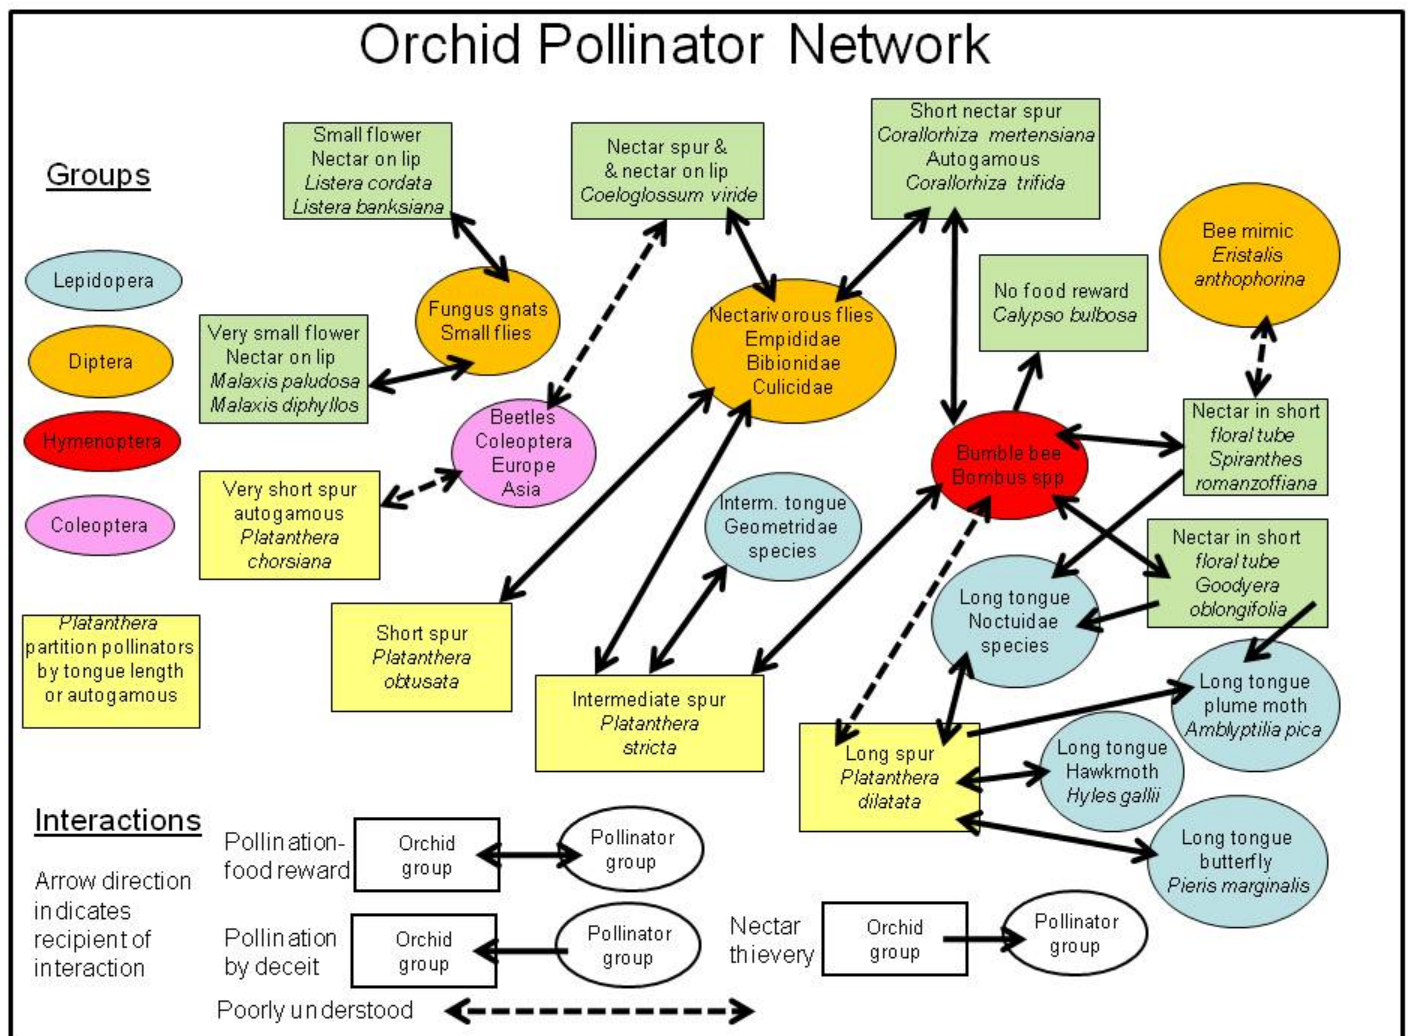 Orchid Pollinator Network
Groups
Lepidopera
Diptera
Hymenoptera
Coleoptera
Platanthera
partition pollinators
by tongue length
or autogamous
Small flower
Nectar on lip
Listera cordata
Listera banksiana
Nectar spur &
& nectar on lip
Coeloglossum viride
Short nectar spur
Corallorhiza mertensiana
Autogamous
Corallorhiza trifida
Bee mimic
Eristalis
anthophorina
Fungus gnats
Small flies
Nectarivorous flies
Empididae
Bibionidae
Culicidae
No food reward
Calypso bulbosa
Very small flower
Nectar on lip
Malaxis paludosa
Malaxis diphyllos
Beetles
Coleoptera
Europe
Asia
Bumble bee
Bombus spp
Nectar in short
floral tube
Spiranthes
romanzoffiana
Very short spur
autogamous
Platanthera
chorsiana
Interm. tongue
Geometridae
species
Nectar in short
floral tube
Goodyera
oblongifolia
Short spur
Platanthera
obtusata
Long tongue
Noctuidae
species
Intermediate spur
Platanthera
stricta
Long tongue
plume moth
Amblyptilia pica
Long spur
Platanthera
dilatata
Long tongue
Hawkmoth
Hyles gallii
Long tongue
butterfly
Pieris marginalis
Interactions
Arrow direction
indicates
recipient of
interaction
Pollination-
food reward
Orchid
group
Pollinator
group
Pollination
by deceit
Orchid
group
Pollinator
group
Nectar
thievery
Orchid
group
Pollinator
group
Poorly understood